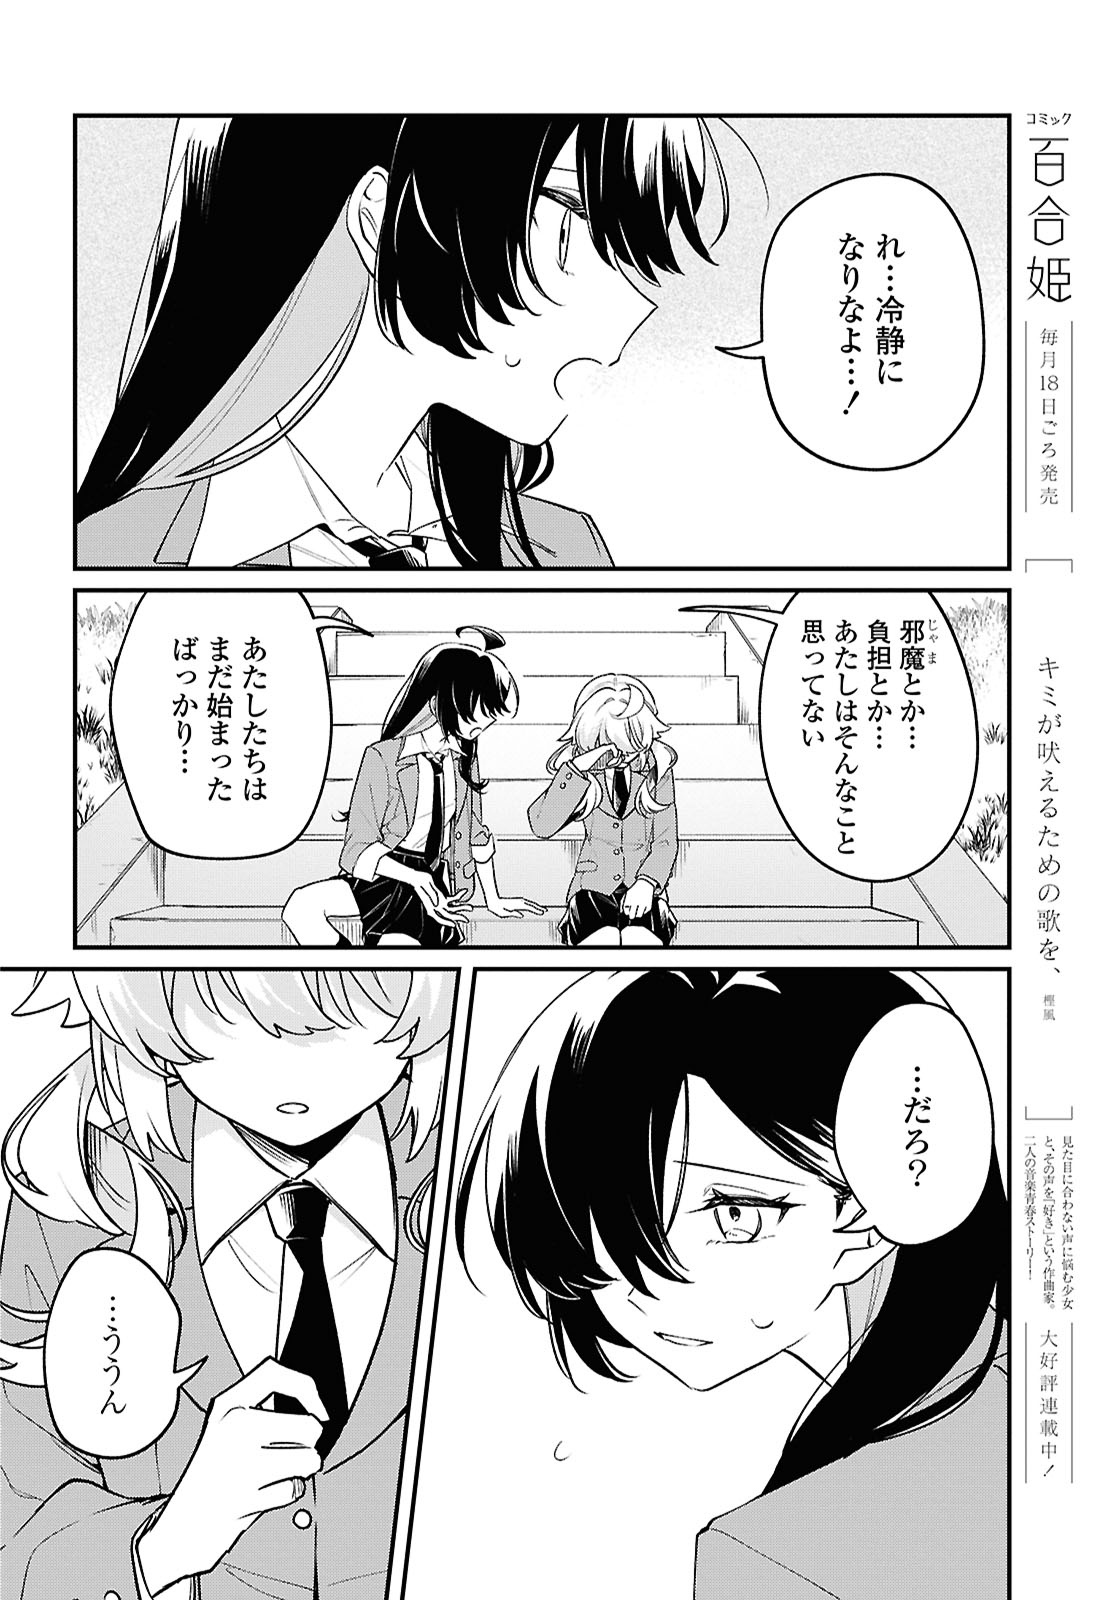 れ…冷静に
なりなよ…！
邪魔とか…
じゃま
負担とか…
あたしはそんなこと
思ってない
あたしたちは
まだ始まった
ばっかり…
…だろ？
…ううん
コミック
百合姫
毎月18日ごろ発売
キミが吠えるための歌を、
樫風
見た目に合わない声に悩む少女
と、その声を「好き」という作曲家。
二人の音楽青春ストーリー！
大好評連載中！